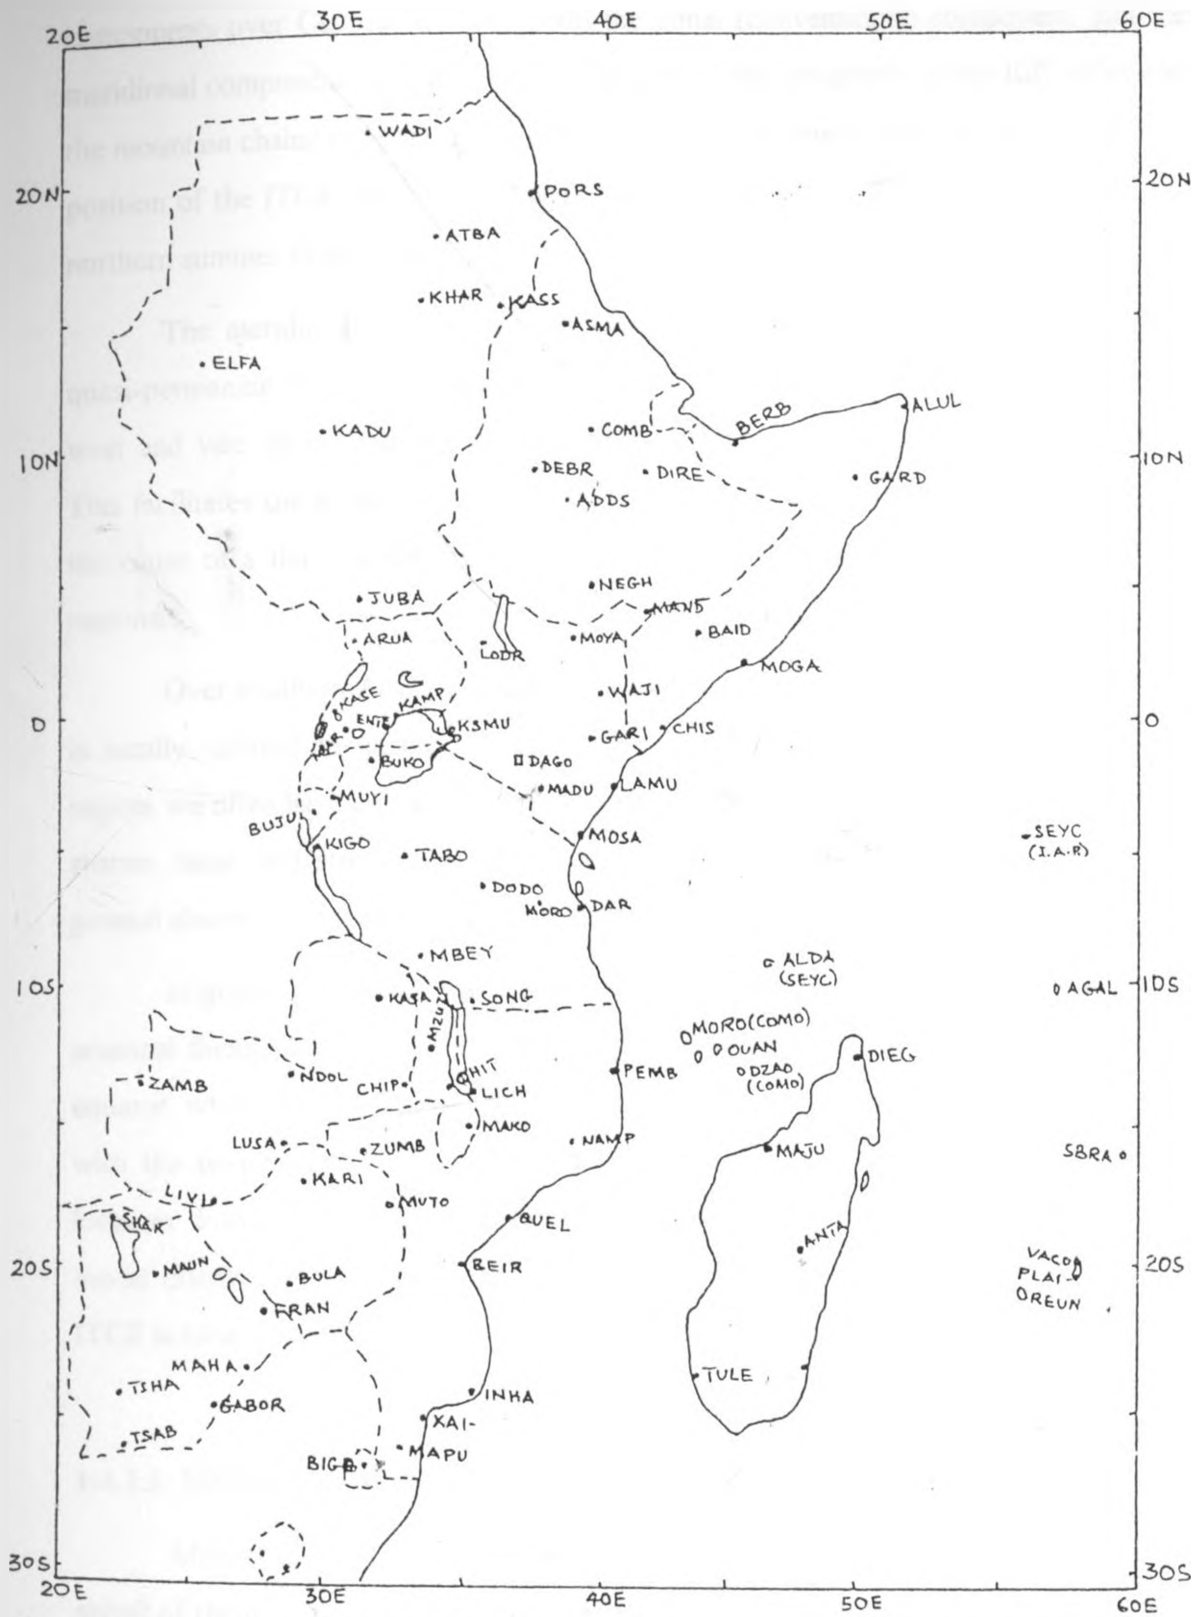 20E 30E 40E 50E 60E
WADI
20N PORS 20N
ATBA
KHAR KASS
ASMA
ELFA
ALUL
BERB
KADU COMB
10N DEBR DIRE 10N
GARD
ADDS
NEGH
JUBA MAND
ARUA LODR MOYA BAID
MOGA
KASE KAMP WAJI
0 ENTE KSMU GARI CHIS 0
MBAR
BUKO DAGO
MUYI MADU LAMU
BUJU
KIGO MOSA SEYC
TABO (I.A.P.)
DODO
MORO DAR
MBEY ALDA
(SEYC)
10S KASA SONG AGAL 10S
MZUZ
MORO(COMO)
OUAN DIEG
ZAMB NDOL CHIP CHIT PEMB DZAO
LICH (COMO)
MAKO
LUSA ZUMB NAMP MAJU SBRA
KARI
LIVI MUTO
SHAK QUEL
ANTA
VACO
20S MAUN BULA BEIR PLAI- 20S
REUN
FRAN
MAHA
TSHA TULE
GABOR INHA
XAI-
TSAB
MAPU
BIGB
30S 30S
20E 30E 40E 50E 60E